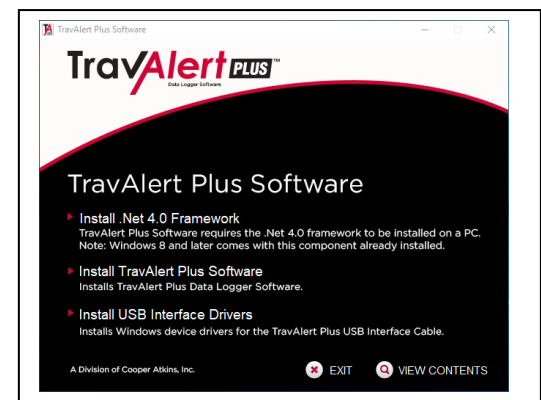 TravAlert Plus Software
TravAlert PLUS™
Data Logger Software
TravAlert Plus Software
Install .Net 4.0 Framework
TravAlert Plus Software requires the .Net 4.0 framework to be installed on a PC.
Note: Windows 8 and later comes with this component already installed.
Install TravAlert Plus Software
Installs TravAlert Plus Data Logger Software.
Install USB Interface Drivers
Installs Windows device drivers for the TravAlert Plus USB Interface Cable.
A Division of Cooper Atkins, Inc. EXIT VIEW CONTENTS